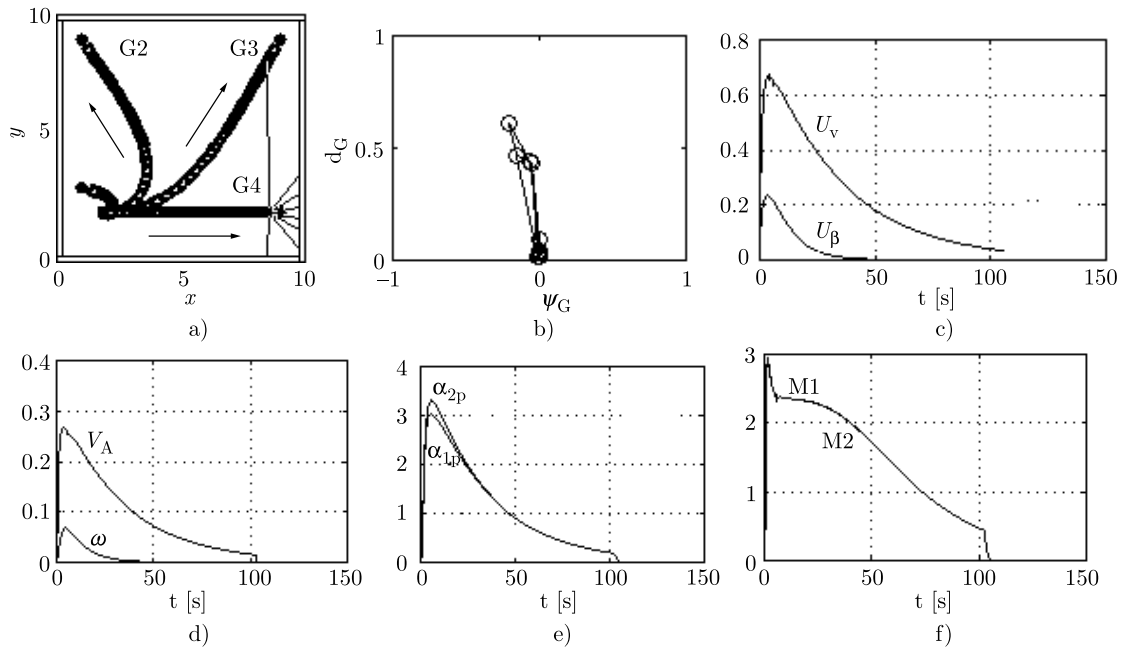 10
5
0
y
G2
G3
G4
0
5
10
x
a)
1
0.5
0
d_G
−1
0
1
ψ_G
b)
0.8
0.6
0.4
0.2
0
U_v
U_β
0
50
100
150
t [s]
c)
0.4
0.3
0.2
0.1
0
V_A
ω
0
50
100
150
t [s]
d)
4
3
2
1
0
α_2p
α_1p
0
50
100
150
t [s]
e)
3
2
1
0
M1
M2
0
50
100
150
t [s]
f)